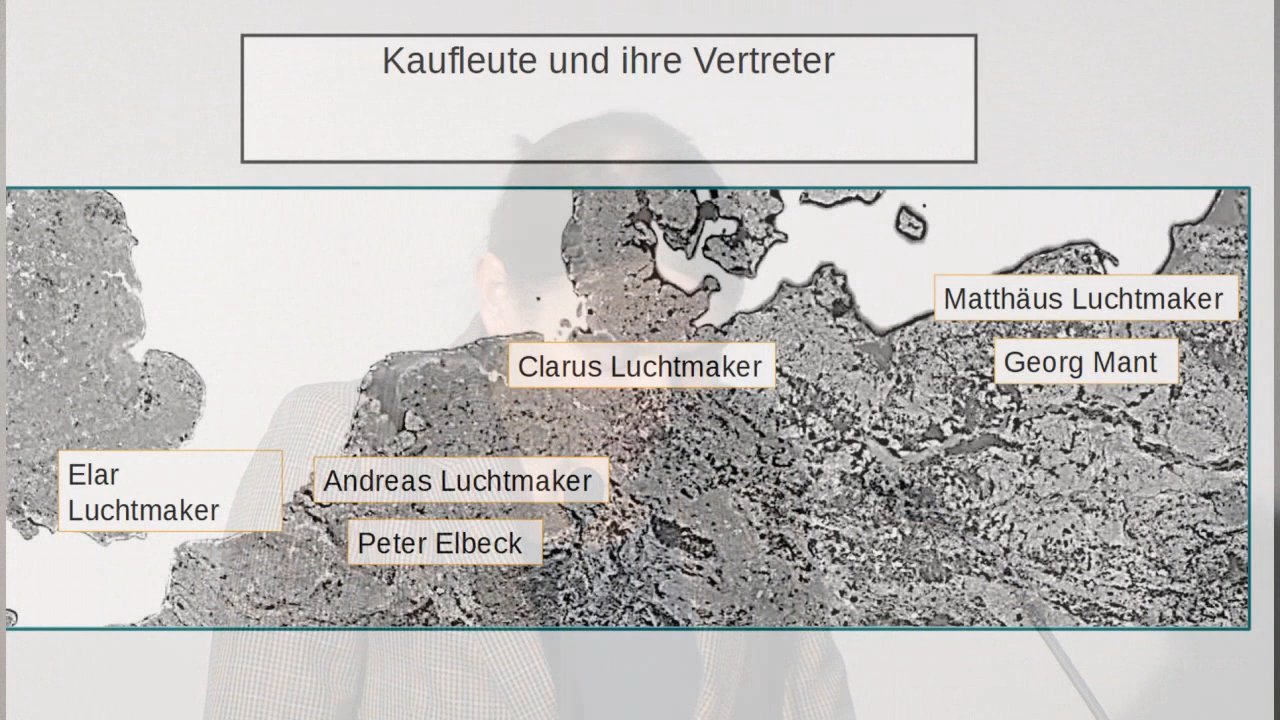 Kaufleute und ihre Vertreter
Matthäus Luchtmaker
Georg Mant
Clarus Luchtmaker
Elar
Luchtmaker
Andreas Luchtmaker
Peter Elbeck